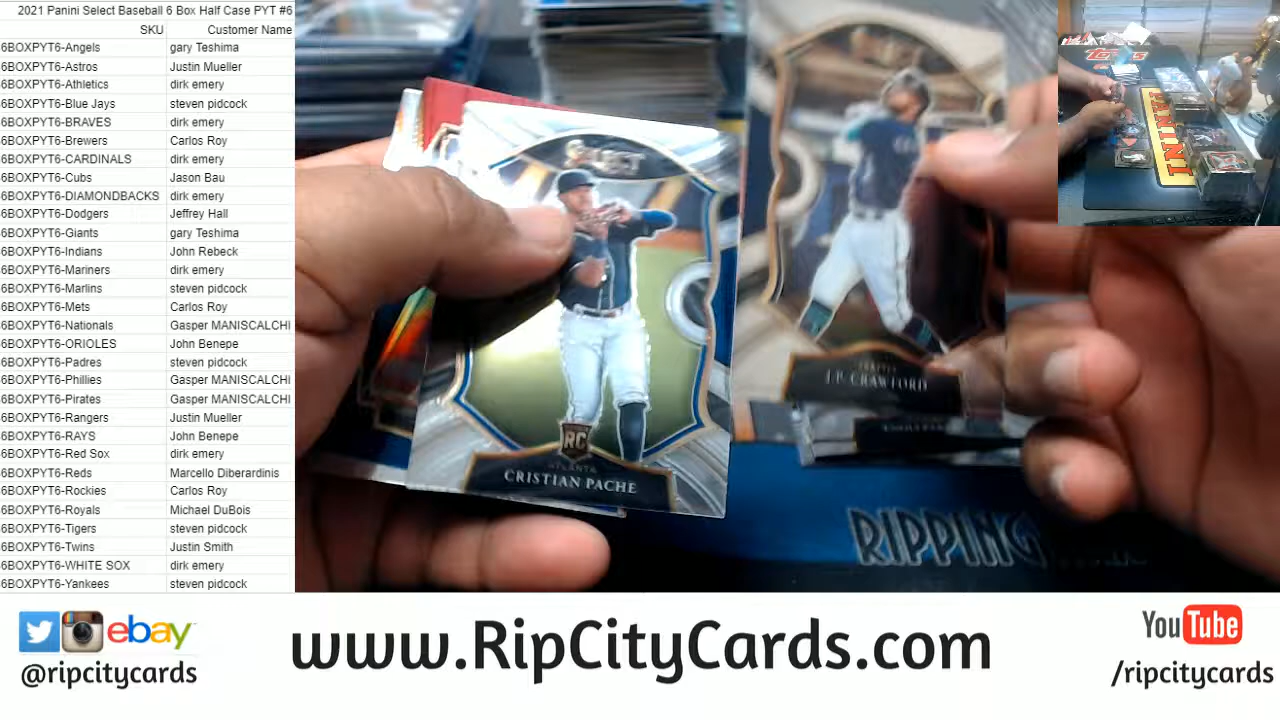 2021 Panini Select Baseball 6 Box Half Case PYT #6
SKU Customer Name
6BOXPYT6-Angels gary Teshima
6BOXPYT6-Astros Justin Mueller
6BOXPYT6-Athletics dirk emery
6BOXPYT6-Blue Jays steven pidcock
6BOXPYT6-BRAVES dirk emery
6BOXPYT6-Brewers Carlos Roy
6BOXPYT6-CARDINALS dirk emery
6BOXPYT6-Cubs Jason Bau
6BOXPYT6-DIAMONDBACKS dirk emery
6BOXPYT6-Dodgers Jeffrey Hall
6BOXPYT6-Giants gary Teshima
6BOXPYT6-Indians John Rebeck
6BOXPYT6-Mariners dirk emery
6BOXPYT6-Marlins steven pidcock
6BOXPYT6-Mets Carlos Roy
6BOXPYT6-Nationals Gasper MANISCALCHI
6BOXPYT6-ORIOLES John Benepe
6BOXPYT6-Padres steven pidcock
6BOXPYT6-Phillies Gasper MANISCALCHI
6BOXPYT6-Pirates Gasper MANISCALCHI
6BOXPYT6-Rangers Justin Mueller
6BOXPYT6-RAYS John Benepe
6BOXPYT6-Red Sox dirk emery
6BOXPYT6-Reds Marcello Diberardinis
6BOXPYT6-Rockies Carlos Roy
6BOXPYT6-Royals Michael DuBois
6BOXPYT6-Tigers steven pidcock
6BOXPYT6-Twins Justin Smith
6BOXPYT6-WHITE SOX dirk emery
6BOXPYT6-Yankees steven pidcock
SELECT
RC
ATLANTA
CRISTIAN PACHE
J.P. CRAWFORD
RIPPING
PANINI
ebay
@ripcitycards
www.RipCityCards.com
YouTube
/ripcitycards